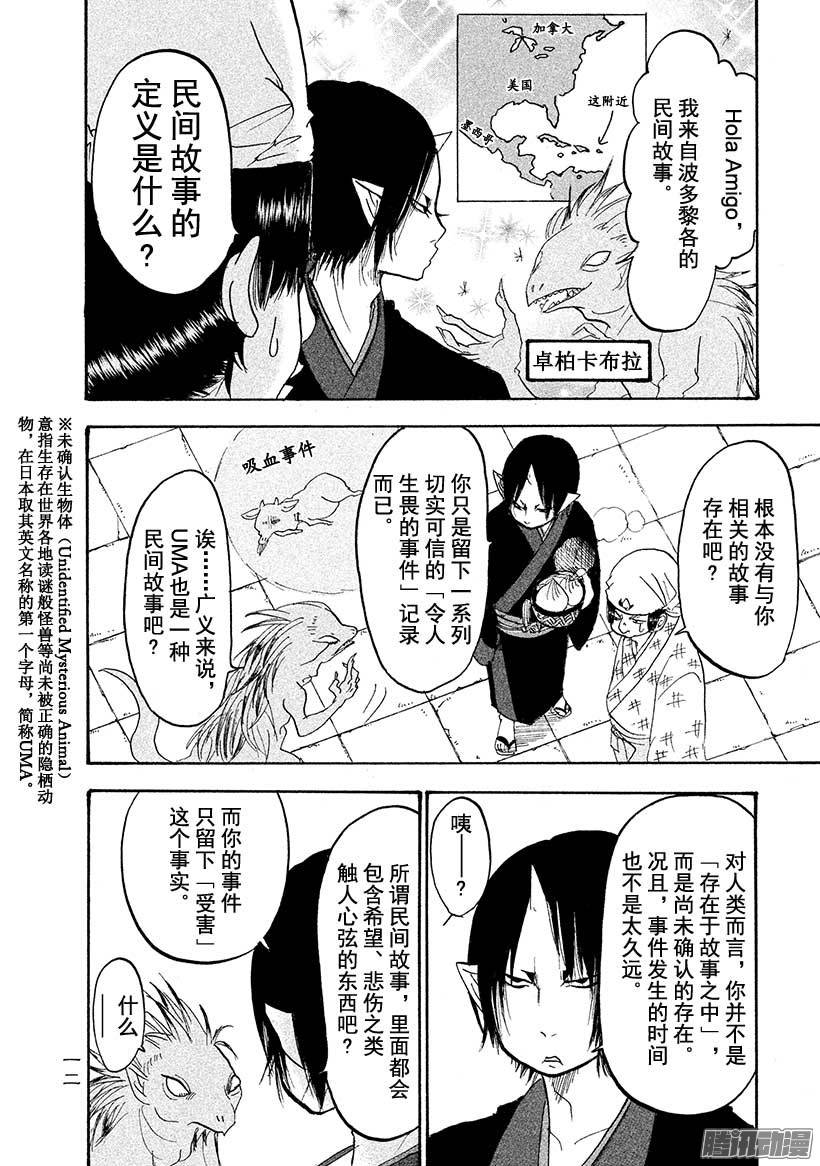 Hola Amigo，
我来自波多黎各的
民间故事。
加拿大
美国
这附近
墨西哥
卓柏卡布拉
民间故事的
定义是什么？
根本没有与你
相关的故事
存在吧？
你只是留下一系列
切实可信的「令人
生畏的事件」记录
而已。
吸血事件
诶……广义来说，
UMA也是一种
民间故事吧？
※未确认生物体（Unidentified Mysterious Animal）
意指生存在世界各地谜般怪兽等尚未被正确的隐栖动
物，在日本取其英文名称的第一个字母，简称UMA。
对人类而言，你并不是
「存在于故事之中」，
而是尚未确认的存在。
况且，事件发生的时间
也不是太久远。
咦
——？
所谓民间故事，里面都会
包含希望、悲伤之类
触人心弦的东西吧？
而你的事件
只留下「受害」
这个事实。
什么
——
一二
腾讯动漫